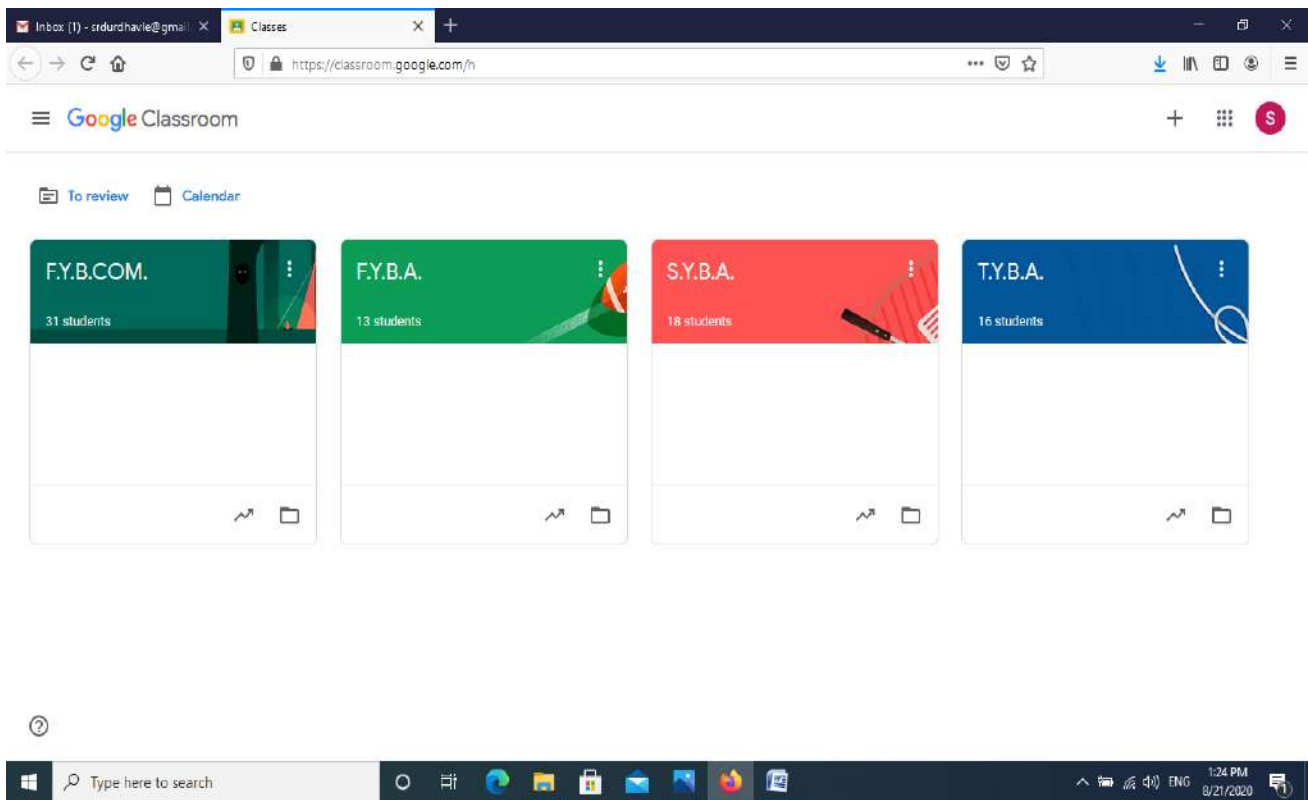 Inbox (1) - srdurdhavle@gmail
Classes
https://classroom.google.com/h
Google Classroom
S
To review
Calendar
F.Y.B.COM.
31 students
F.Y.B.A.
13 students
S.Y.B.A.
18 students
T.Y.B.A.
16 students
Type here to search
ENG
1:24 PM
8/21/2020
1